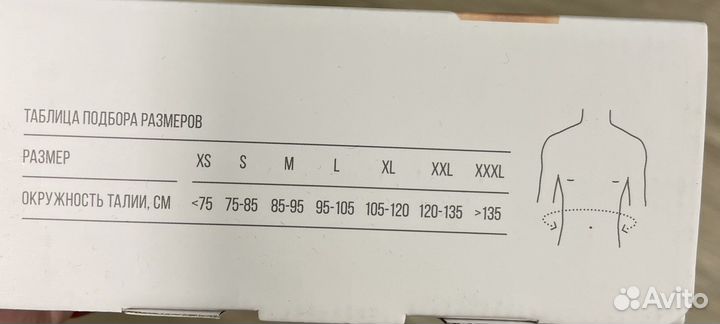 ТАБЛИЦА ПОДБОРА РАЗМЕРОВ
РАЗМЕР XS S M L XL XXL XXXL
ОКРУЖНОСТЬ ТАЛИИ, СМ <75 75-85 85-95 95-105 105-120 120-135 >135
Avito